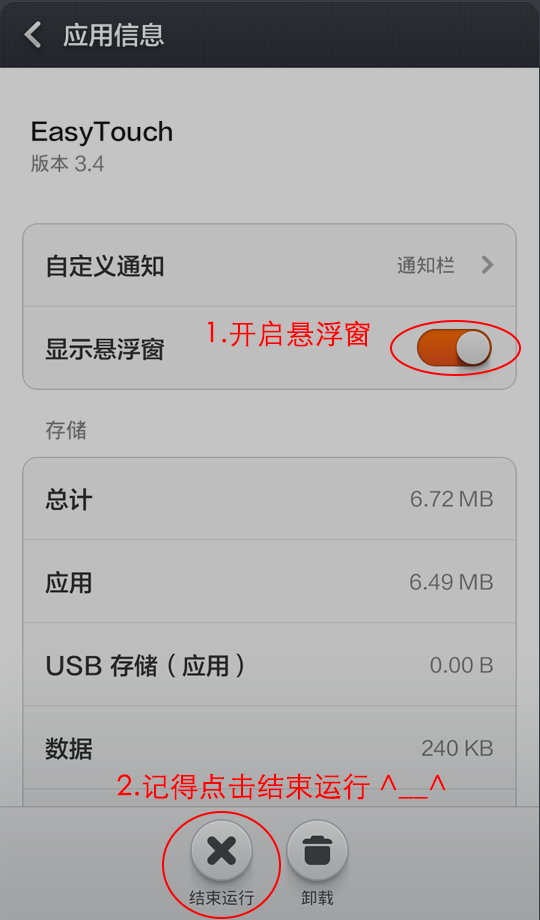 应用信息
EasyTouch
版本 3.4
自定义通知 通知栏
显示悬浮窗 1.开启悬浮窗
存储
总计 6.72 MB
应用 6.49 MB
USB 存储（应用） 0.00 B
数据 240 KB
2.记得点击结束运行 ^__^
结束运行 卸载